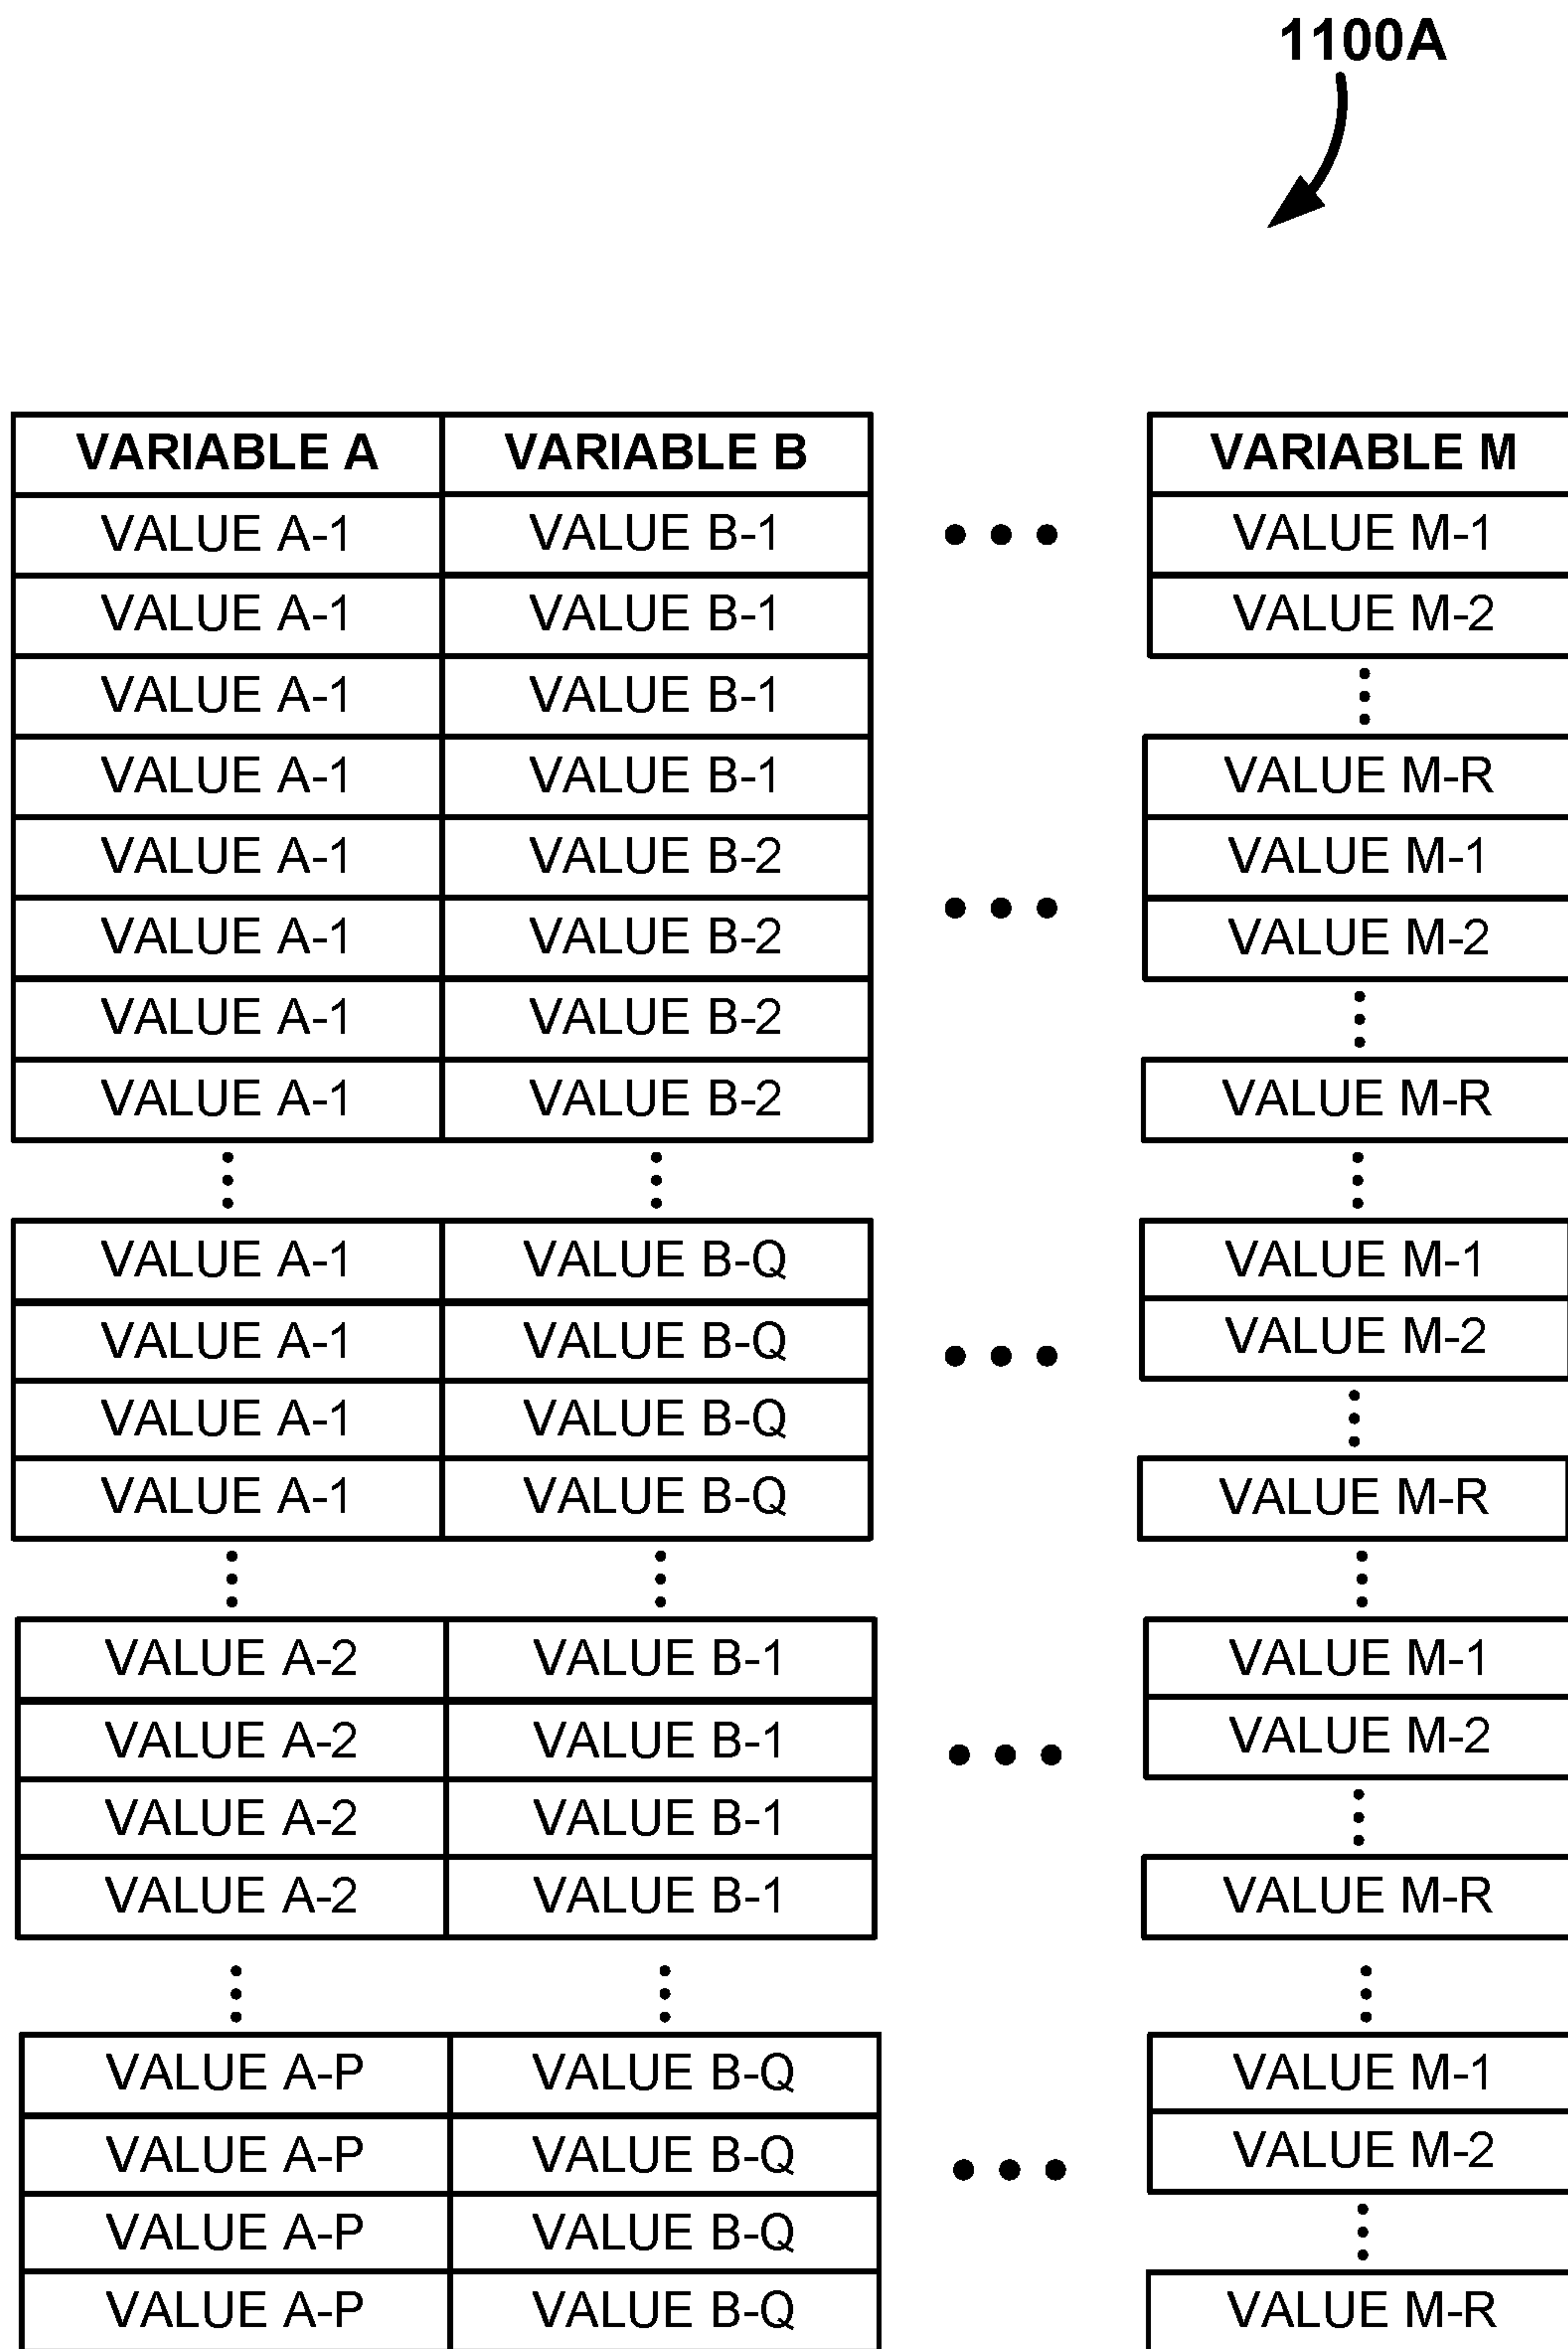 1100A
VARIABLE A VARIABLE B VARIABLE M
VALUE A-1 VALUE B-1 VALUE M-1
VALUE A-1 VALUE B-1 VALUE M-2
VALUE A-1 VALUE B-1
VALUE A-1 VALUE B-1 VALUE M-R
VALUE A-1 VALUE B-2 VALUE M-1
VALUE A-1 VALUE B-2 VALUE M-2
VALUE A-1 VALUE B-2
VALUE A-1 VALUE B-2 VALUE M-R
VALUE A-1 VALUE B-Q VALUE M-1
VALUE A-1 VALUE B-Q VALUE M-2
VALUE A-1 VALUE B-Q
VALUE A-1 VALUE B-Q VALUE M-R
VALUE A-2 VALUE B-1 VALUE M-1
VALUE A-2 VALUE B-1 VALUE M-2
VALUE A-2 VALUE B-1
VALUE A-2 VALUE B-1 VALUE M-R
VALUE A-P VALUE B-Q VALUE M-1
VALUE A-P VALUE B-Q VALUE M-2
VALUE A-P VALUE B-Q
VALUE A-P VALUE B-Q VALUE M-R